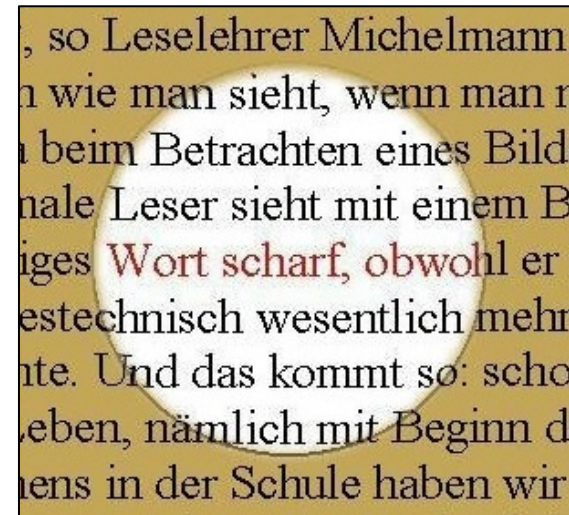 , so Leselehrer Michelmann
n wie man sieht, wenn man n
a beim Betrachten eines Bild
male Leser sieht mit einem B
iges Wort scharf, obwohl er
estechnisch wesentlich mehr
nte. Und das kommt so: scho
Leben, nämlich mit Beginn d
nens in der Schule haben wir